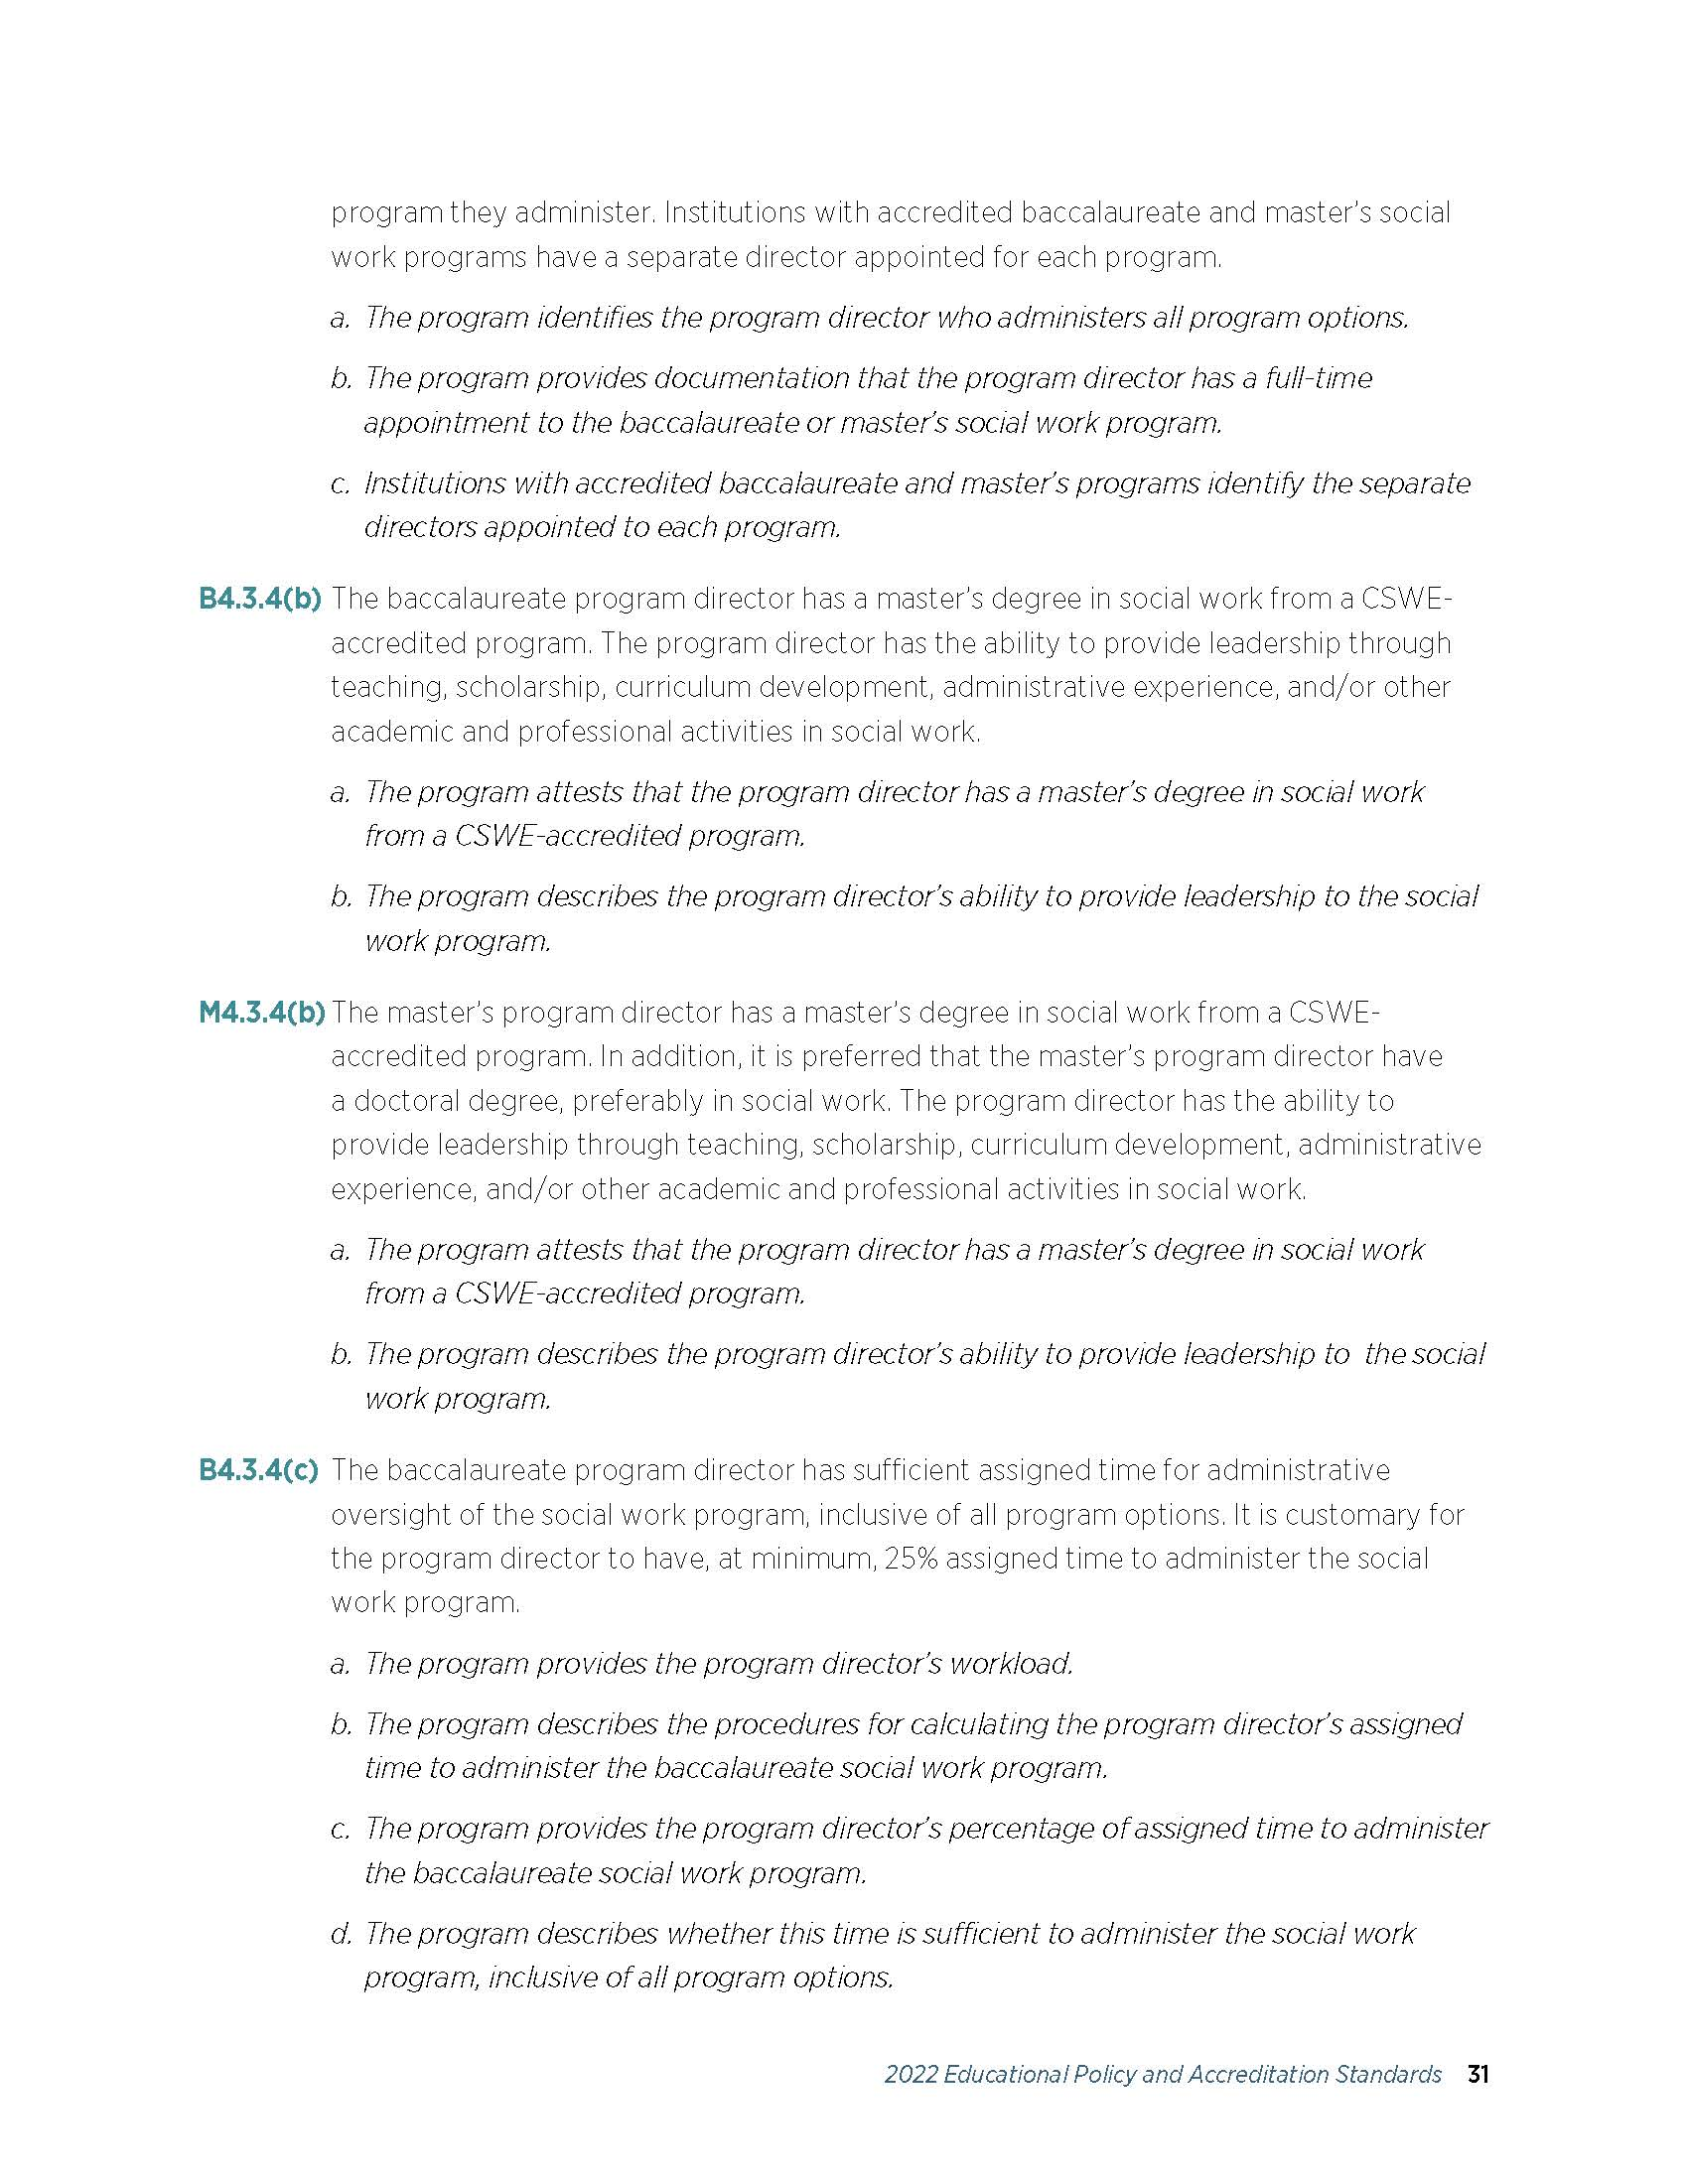 program they administer. Institutions with accredited baccalaureate and master’s social
work programs have a separate director appointed for each program.
a. The program identifies the program director who administers all program options.
b. The program provides documentation that the program director has a full-time
appointment to the baccalaureate or master’s social work program.
c. Institutions with accredited baccalaureate and master’s programs identify the separate
directors appointed to each program.
B4.3.4(b) The baccalaureate program director has a master’s degree in social work from a CSWE-
accredited program. The program director has the ability to provide leadership through
teaching, scholarship, curriculum development, administrative experience, and/or other
academic and professional activities in social work.
a. The program attests that the program director has a master’s degree in social work
from a CSWE-accredited program.
b. The program describes the program director’s ability to provide leadership to the social
work program.
M4.3.4(b) The master’s program director has a master’s degree in social work from a CSWE-
accredited program. In addition, it is preferred that the master’s program director have
a doctoral degree, preferably in social work. The program director has the ability to
provide leadership through teaching, scholarship, curriculum development, administrative
experience, and/or other academic and professional activities in social work.
a. The program attests that the program director has a master’s degree in social work
from a CSWE-accredited program.
b. The program describes the program director’s ability to provide leadership to the social
work program.
B4.3.4(c) The baccalaureate program director has sufficient assigned time for administrative
oversight of the social work program, inclusive of all program options. It is customary for
the program director to have, at minimum, 25% assigned time to administer the social
work program.
a. The program provides the program director’s workload.
b. The program describes the procedures for calculating the program director’s assigned
time to administer the baccalaureate social work program.
c. The program provides the program director’s percentage of assigned time to administer
the baccalaureate social work program.
d. The program describes whether this time is sufficient to administer the social work
program, inclusive of all program options.
2022 Educational Policy and Accreditation Standards 31